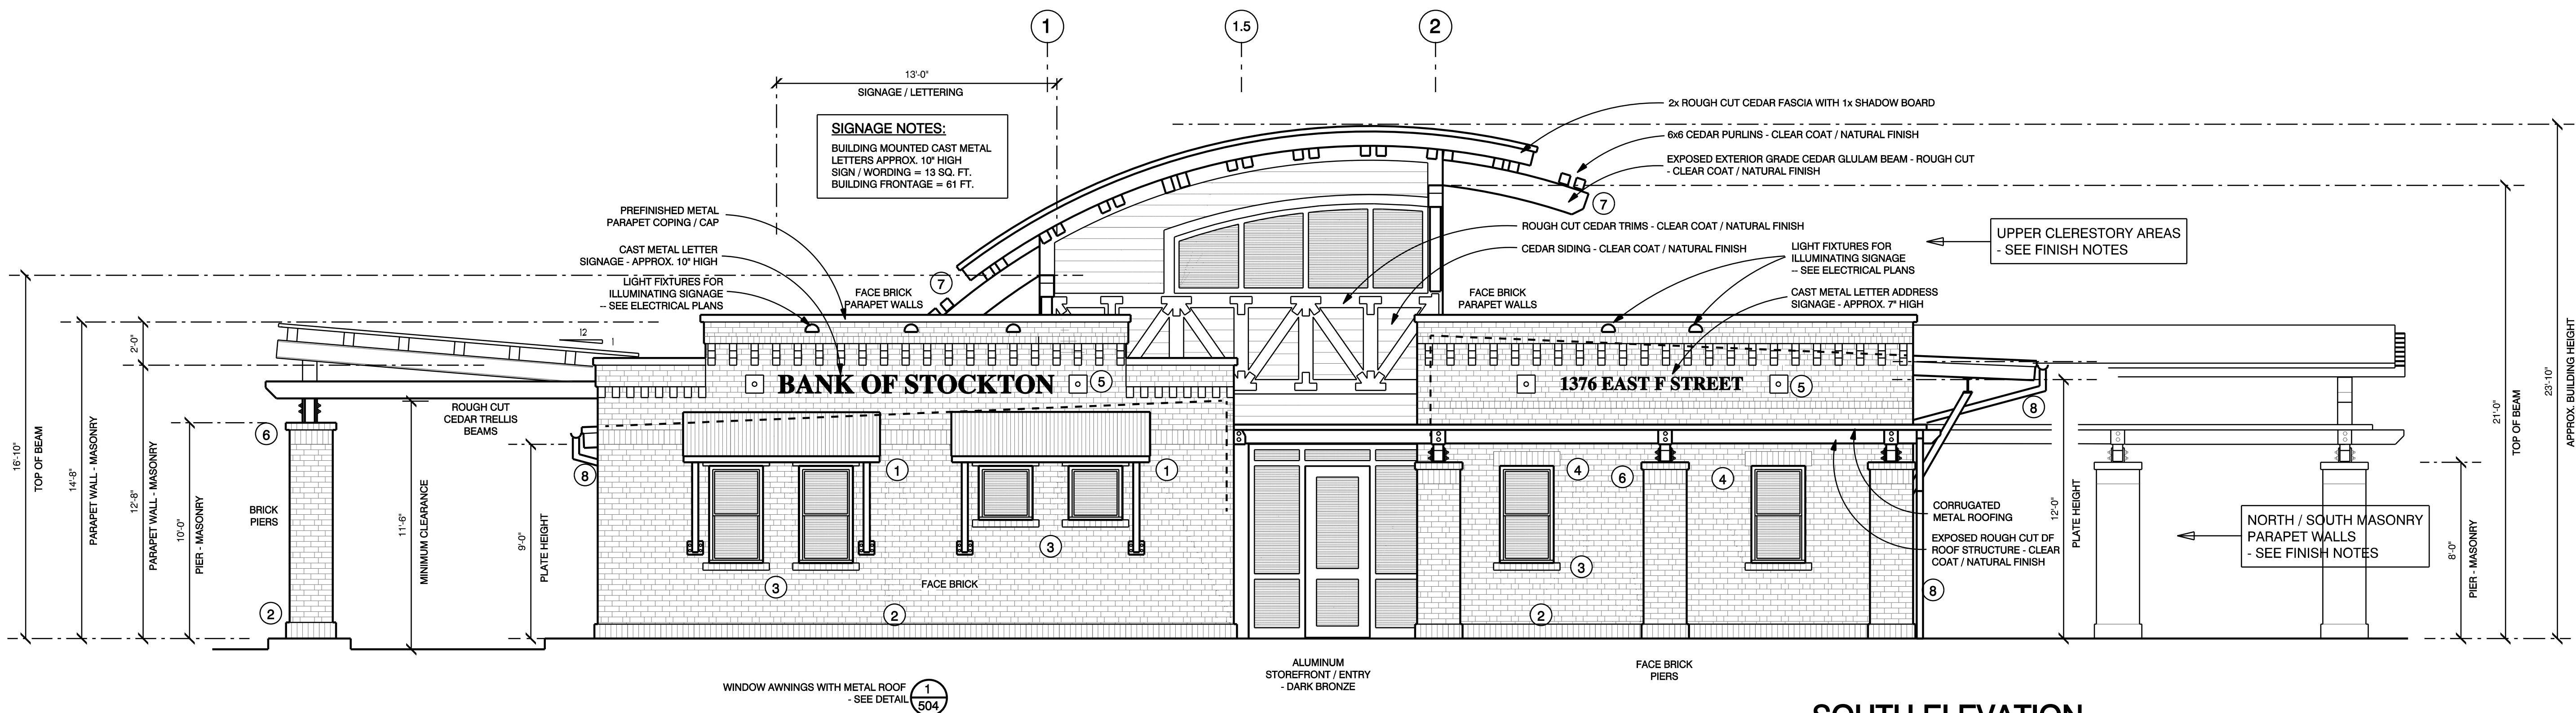 1
1.5
2
13'-0"
SIGNAGE / LETTERING
SIGNAGE NOTES:
BUILDING MOUNTED CAST METAL
LETTERS APPROX. 10" HIGH
SIGN / WORDING = 13 SQ. FT.
BUILDING FRONTAGE = 61 FT.
2x ROUGH CUT CEDAR FASCIA WITH 1x SHADOW BOARD
6x6 CEDAR PURLINS - CLEAR COAT / NATURAL FINISH
EXPOSED EXTERIOR GRADE CEDAR GLULAM BEAM - ROUGH CUT
- CLEAR COAT / NATURAL FINISH
7
PREFINISHED METAL
PARAPET COPING / CAP
CAST METAL LETTER
SIGNAGE - APPROX. 10" HIGH
LIGHT FIXTURES FOR
ILLUMINATING SIGNAGE
-- SEE ELECTRICAL PLANS
FACE BRICK
PARAPET WALLS
7
ROUGH CUT CEDAR TRIMS - CLEAR COAT / NATURAL FINISH
CEDAR SIDING - CLEAR COAT / NATURAL FINISH
LIGHT FIXTURES FOR
ILLUMINATING SIGNAGE
-- SEE ELECTRICAL PLANS
UPPER CLERESTORY AREAS
- SEE FINISH NOTES
FACE BRICK
PARAPET WALLS
CAST METAL LETTER ADDRESS
SIGNAGE - APPROX. 7" HIGH
12
1
16'-10"
TOP OF BEAM
14'-8"
PARAPET WALL - MASONRY
2'-0"
12'-8"
PARAPET WALL - MASONRY
10'-0"
PIER - MASONRY
BRICK
PIERS
6
2
ROUGH CUT
CEDAR TRELLIS
BEAMS
11'-6"
MINIMUM CLEARANCE
9'-0"
PLATE HEIGHT
8
BANK OF STOCKTON
5
1
1
3
3
FACE BRICK
2
1376 EAST F STREET
5
4
6
4
3
2
8
8
CORRUGATED
METAL ROOFING
EXPOSED ROUGH CUT DF
ROOF STRUCTURE - CLEAR
COAT / NATURAL FINISH
12'-0"
PLATE HEIGHT
NORTH / SOUTH MASONRY
PARAPET WALLS
- SEE FINISH NOTES
8'-0"
PIER - MASONRY
21'-0"
TOP OF BEAM
23'-10"
APPROX. BUILDING HEIGHT
WINDOW AWNINGS WITH METAL ROOF
- SEE DETAIL
1
504
ALUMINUM
STOREFRONT / ENTRY
- DARK BRONZE
FACE BRICK
PIERS
SOUTH ELEVATION